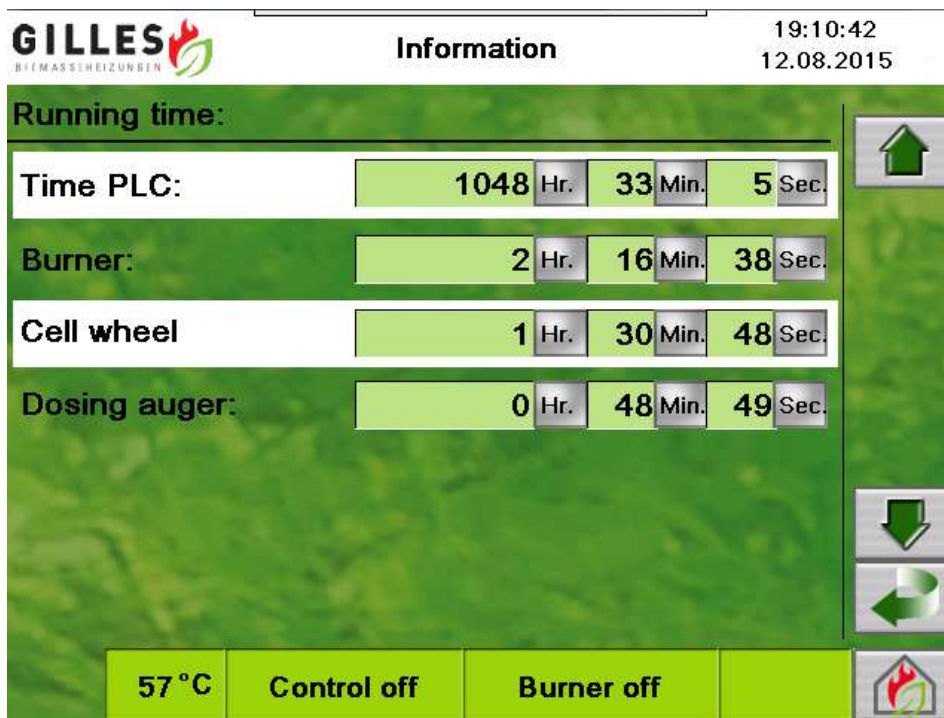 GILLES
BIOMASSEHEIZUNGEN
Information
19:10:42
12.08.2015
Running time:
Time PLC: 1048 Hr. 33 Min. 5 Sec.
Burner: 2 Hr. 16 Min. 38 Sec.
Cell wheel 1 Hr. 30 Min. 48 Sec.
Dosing auger: 0 Hr. 48 Min. 49 Sec.
57°C Control off Burner off